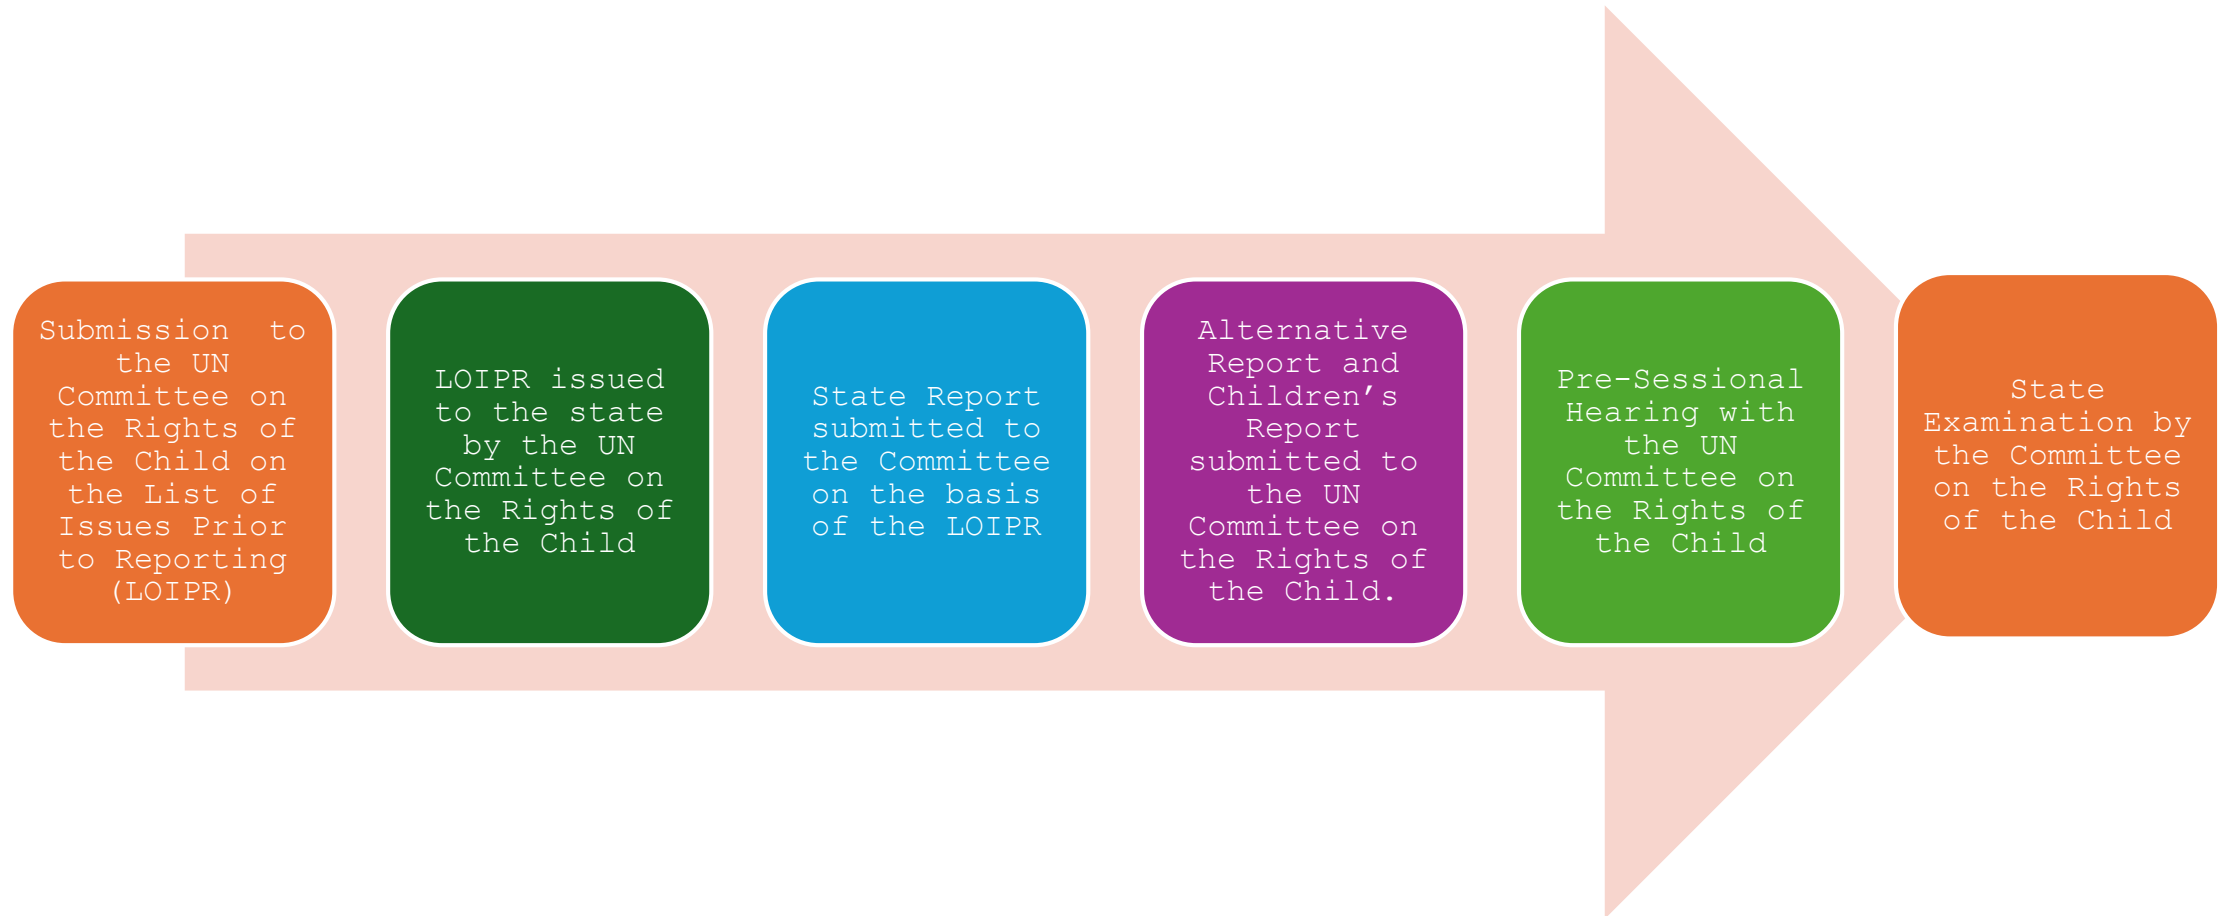 Submission  to
the UN
Committee on
the Rights of
the Child on
the List of
Issues Prior
to Reporting
(LOIPR)
LOIPR issued
to the state
by the UN
Committee on
the Rights of
the Child
State Report
submitted to
the Committee
on the basis
of the LOIPR
Alternative
Report and
Children’s
Report
submitted to
the UN
Committee on
the Rights of
the Child.
Pre-Sessional
Hearing with
the UN
Committee on
the Rights of
the Child
State
Examination by
the Committee
on the Rights
of the Child